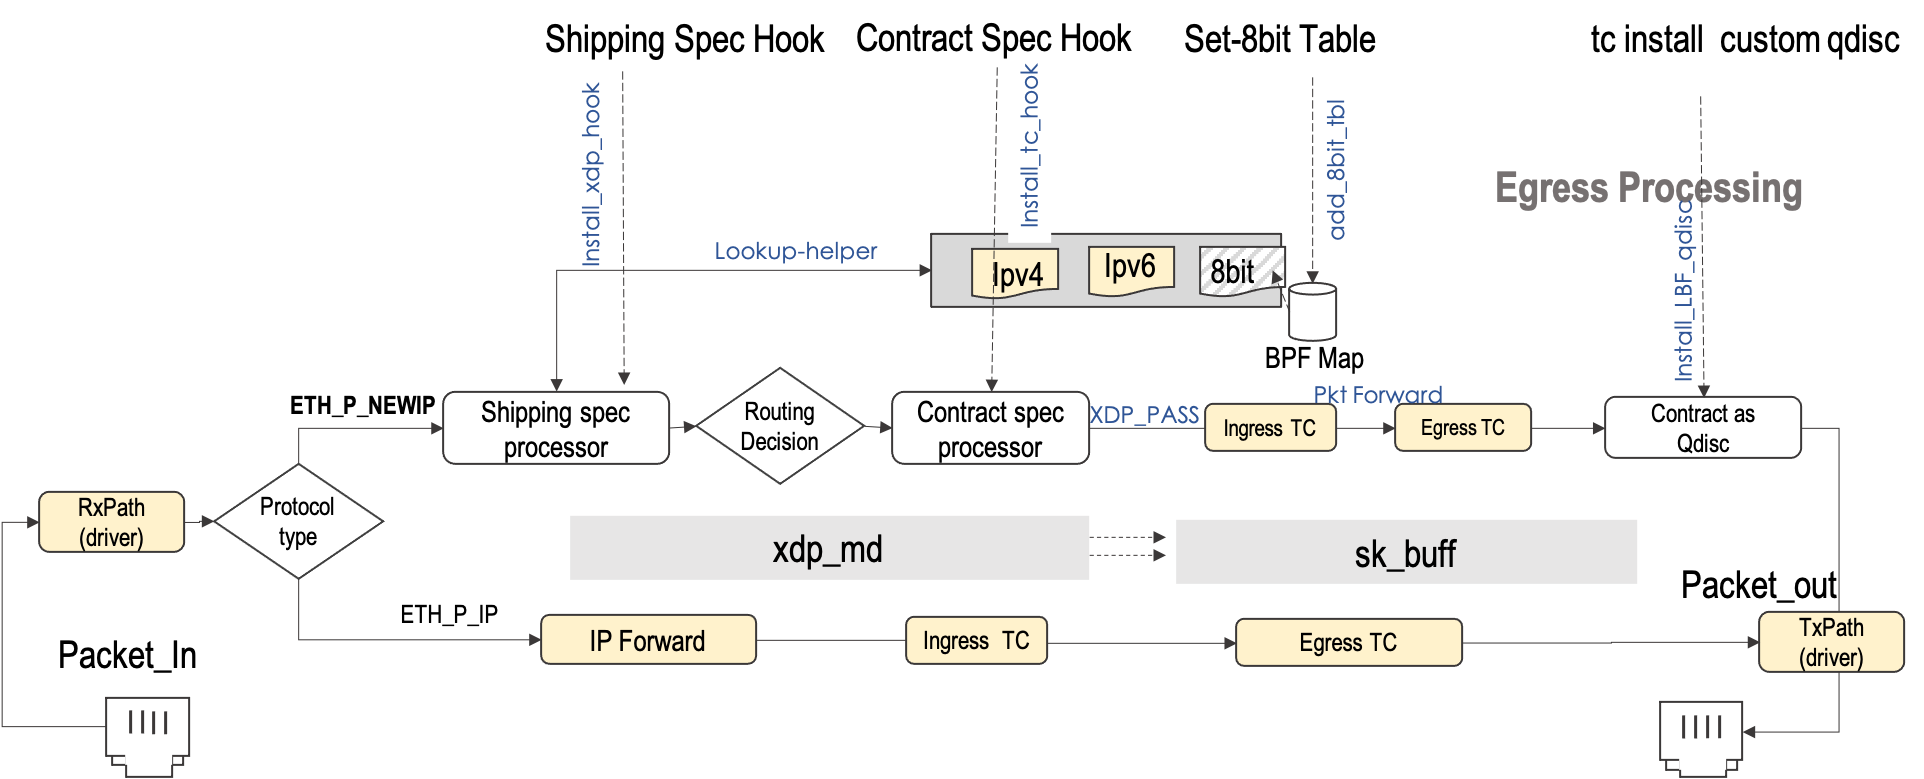 Shipping Spec Hook
Contract Spec Hook
Set-8bit Table
tc install  custom qdisc
Install_xdp_hook
Install_tc_hook
add_8bit_tbl
Egress Processing
Install_LBF_qdisc
Lookup-helper
Ipv4
Ipv6
8bit
BPF Map
ETH_P_NEWIP
Shipping spec
processor
Routing
Decision
Contract spec
processor
XDP_PASS
Ingress TC
Pkt Forward
Egress TC
Contract as
Qdisc
RxPath
(driver)
Protocol
type
xdp_md
sk_buff
Packet_out
ETH_P_IP
IP Forward
Ingress TC
Egress TC
TxPath
(driver)
Packet_In